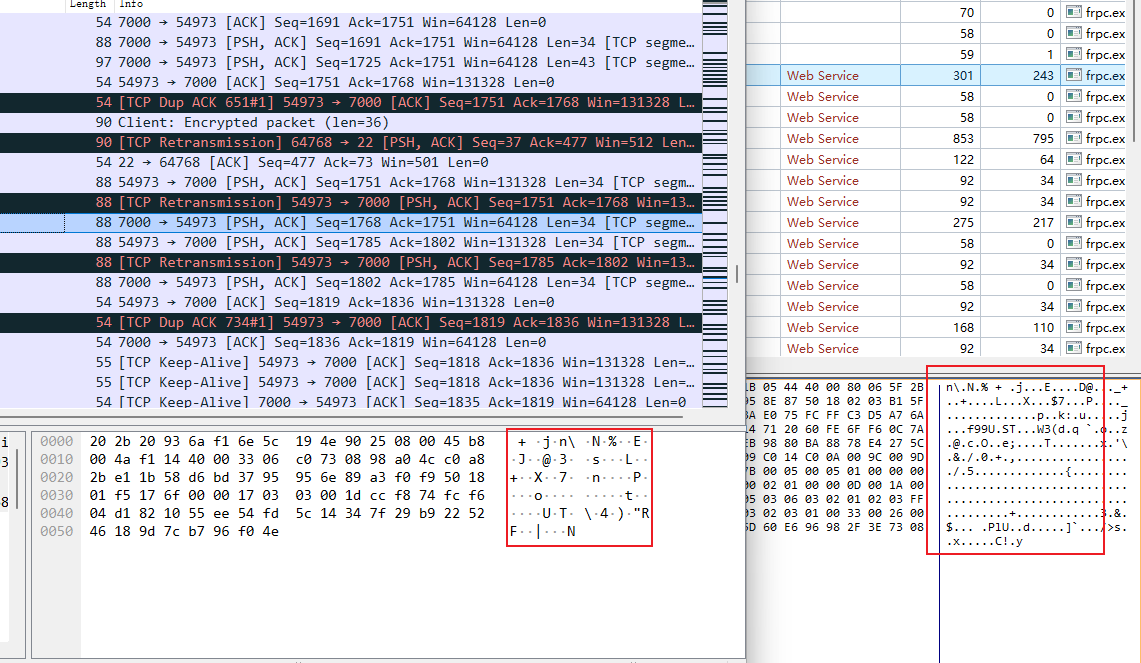 Length Info
54 7000 → 54973 [ACK] Seq=1691 Ack=1751 Win=64128 Len=0
88 7000 → 54973 [PSH, ACK] Seq=1691 Ack=1751 Win=64128 Len=34 [TCP segme…
97 7000 → 54973 [PSH, ACK] Seq=1725 Ack=1751 Win=64128 Len=43 [TCP segme…
54 54973 → 7000 [ACK] Seq=1751 Ack=1768 Win=131328 Len=0
54 [TCP Dup ACK 651#1] 54973 → 7000 [ACK] Seq=1751 Ack=1768 Win=131328 L…
90 Client: Encrypted packet (len=36)
90 [TCP Retransmission] 64768 → 22 [PSH, ACK] Seq=37 Ack=477 Win=512 Len…
54 22 → 64768 [ACK] Seq=477 Ack=73 Win=501 Len=0
88 54973 → 7000 [PSH, ACK] Seq=1751 Ack=1768 Win=131328 Len=34 [TCP segm…
88 [TCP Retransmission] 54973 → 7000 [PSH, ACK] Seq=1751 Ack=1768 Win=13…
88 7000 → 54973 [PSH, ACK] Seq=1768 Ack=1751 Win=64128 Len=34 [TCP segme…
88 54973 → 7000 [PSH, ACK] Seq=1785 Ack=1802 Win=131328 Len=34 [TCP segm…
88 [TCP Retransmission] 54973 → 7000 [PSH, ACK] Seq=1785 Ack=1802 Win=13…
88 7000 → 54973 [PSH, ACK] Seq=1802 Ack=1785 Win=64128 Len=34 [TCP segme…
54 54973 → 7000 [ACK] Seq=1819 Ack=1836 Win=131328 Len=0
54 [TCP Dup ACK 734#1] 54973 → 7000 [ACK] Seq=1819 Ack=1836 Win=131328 L…
54 7000 → 54973 [ACK] Seq=1836 Ack=1819 Win=64128 Len=0
55 [TCP Keep-Alive] 54973 → 7000 [ACK] Seq=1818 Ack=1836 Win=131328 Len=…
55 [TCP Keep-Alive] 54973 → 7000 [ACK] Seq=1818 Ack=1836 Win=131328 Len=…
54 [TCP Keep-Alive] 7000 → 54973 [ACK] Seq=1835 Ack=1819 Win=64128 Len=0
0000 20 2b 20 93 6a f1 6e 5c 19 4e 90 25 08 00 45 b8 + ·j·n\ ·N·%··E·
0010 00 4a f1 14 40 00 33 06 c0 73 08 98 a0 4c c0 a8 ·J··@·3· ·s···L··
0020 2b e1 1b 58 d6 bd 37 95 95 6e 89 a3 f0 f9 50 18 +··X··7· ·n····P·
0030 01 f5 17 6f 00 00 17 03 03 00 1d cc f8 74 fc f6 ···o···· ·····t··
0040 04 d1 82 10 55 ee 54 fd 5c 14 34 7f 29 b9 22 52 ····U·T· \·4·)·"R
0050 46 18 9d 7c b7 96 f0 4e F··|···N
70 0 frpc.ex
58 0 frpc.ex
59 1 frpc.ex
Web Service 301 243 frpc.ex
Web Service 58 0 frpc.ex
Web Service 58 0 frpc.ex
Web Service 853 795 frpc.ex
Web Service 122 64 frpc.ex
Web Service 92 34 frpc.ex
Web Service 92 34 frpc.ex
Web Service 275 217 frpc.ex
Web Service 58 0 frpc.ex
Web Service 92 34 frpc.ex
Web Service 58 0 frpc.ex
Web Service 92 34 frpc.ex
Web Service 168 110 frpc.ex
Web Service 92 34 frpc.ex
1B 05 44 40 00 80 06 5F 2B n\.N.% + .j...E....D@.._+
8E 87 50 18 02 03 B1 5F ..+....L...X...$7...P...._
E0 75 FC FF C3 D5 A7 6A
71 20 60 FE 6F F6 0C 7A
98 80 BA 88 78 E4 27 5C
C0 14 C0 0A 00 9C 00 9D
00 05 00 05 01 00 00 00
00 02 01 00 00 0D 00 1A 00
03 06 03 02 01 02 03 FF
02 03 01 00 33 00 26 00
60 E6 96 98 2F 3E 73 08
.x.....C!.y